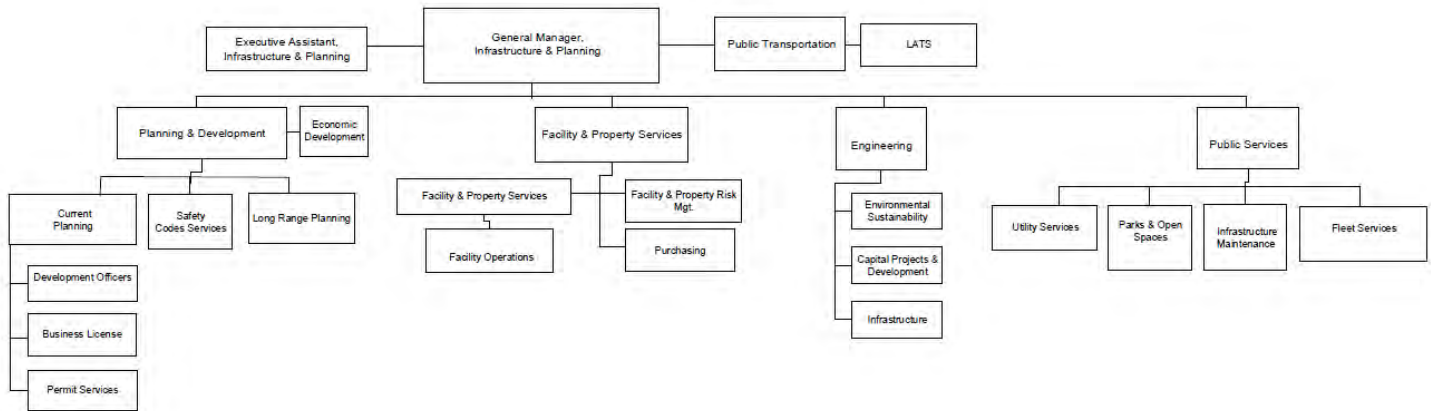 Executive Assistant,
Infrastructure & Planning
General Manager,
Infrastructure & Planning
Public Transportation
LATS
Planning & Development
Economic
Development
Facility & Property Services
Engineering
Public Services
Current
Planning
Safety
Codes Services
Long Range Planning
Facility & Property Services
Facility & Property Risk
Mgt.
Environmental
Sustainability
Utility Services
Parks & Open
Spaces
Infrastructure
Maintenance
Fleet Services
Facility Operations
Purchasing
Capital Projects &
Development
Development Officers
Infrastructure
Business License
Permit Services